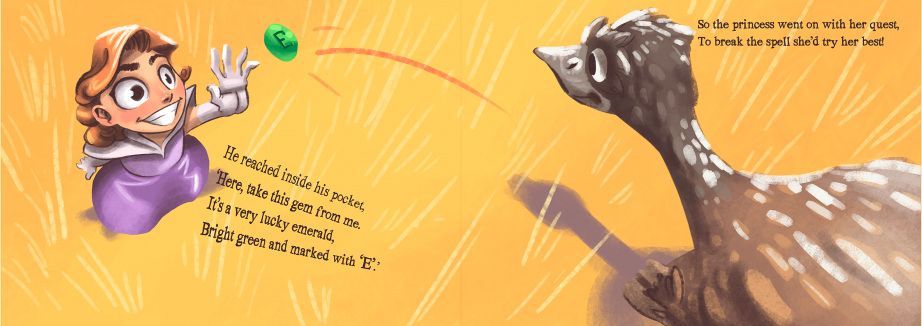 So the princess went on with her quest,
To break the spell she'd try her best!
E
He reached inside his pocket,
'Here, take this gem from me.
It's a very lucky emerald,
Bright green and marked with 'E'.'